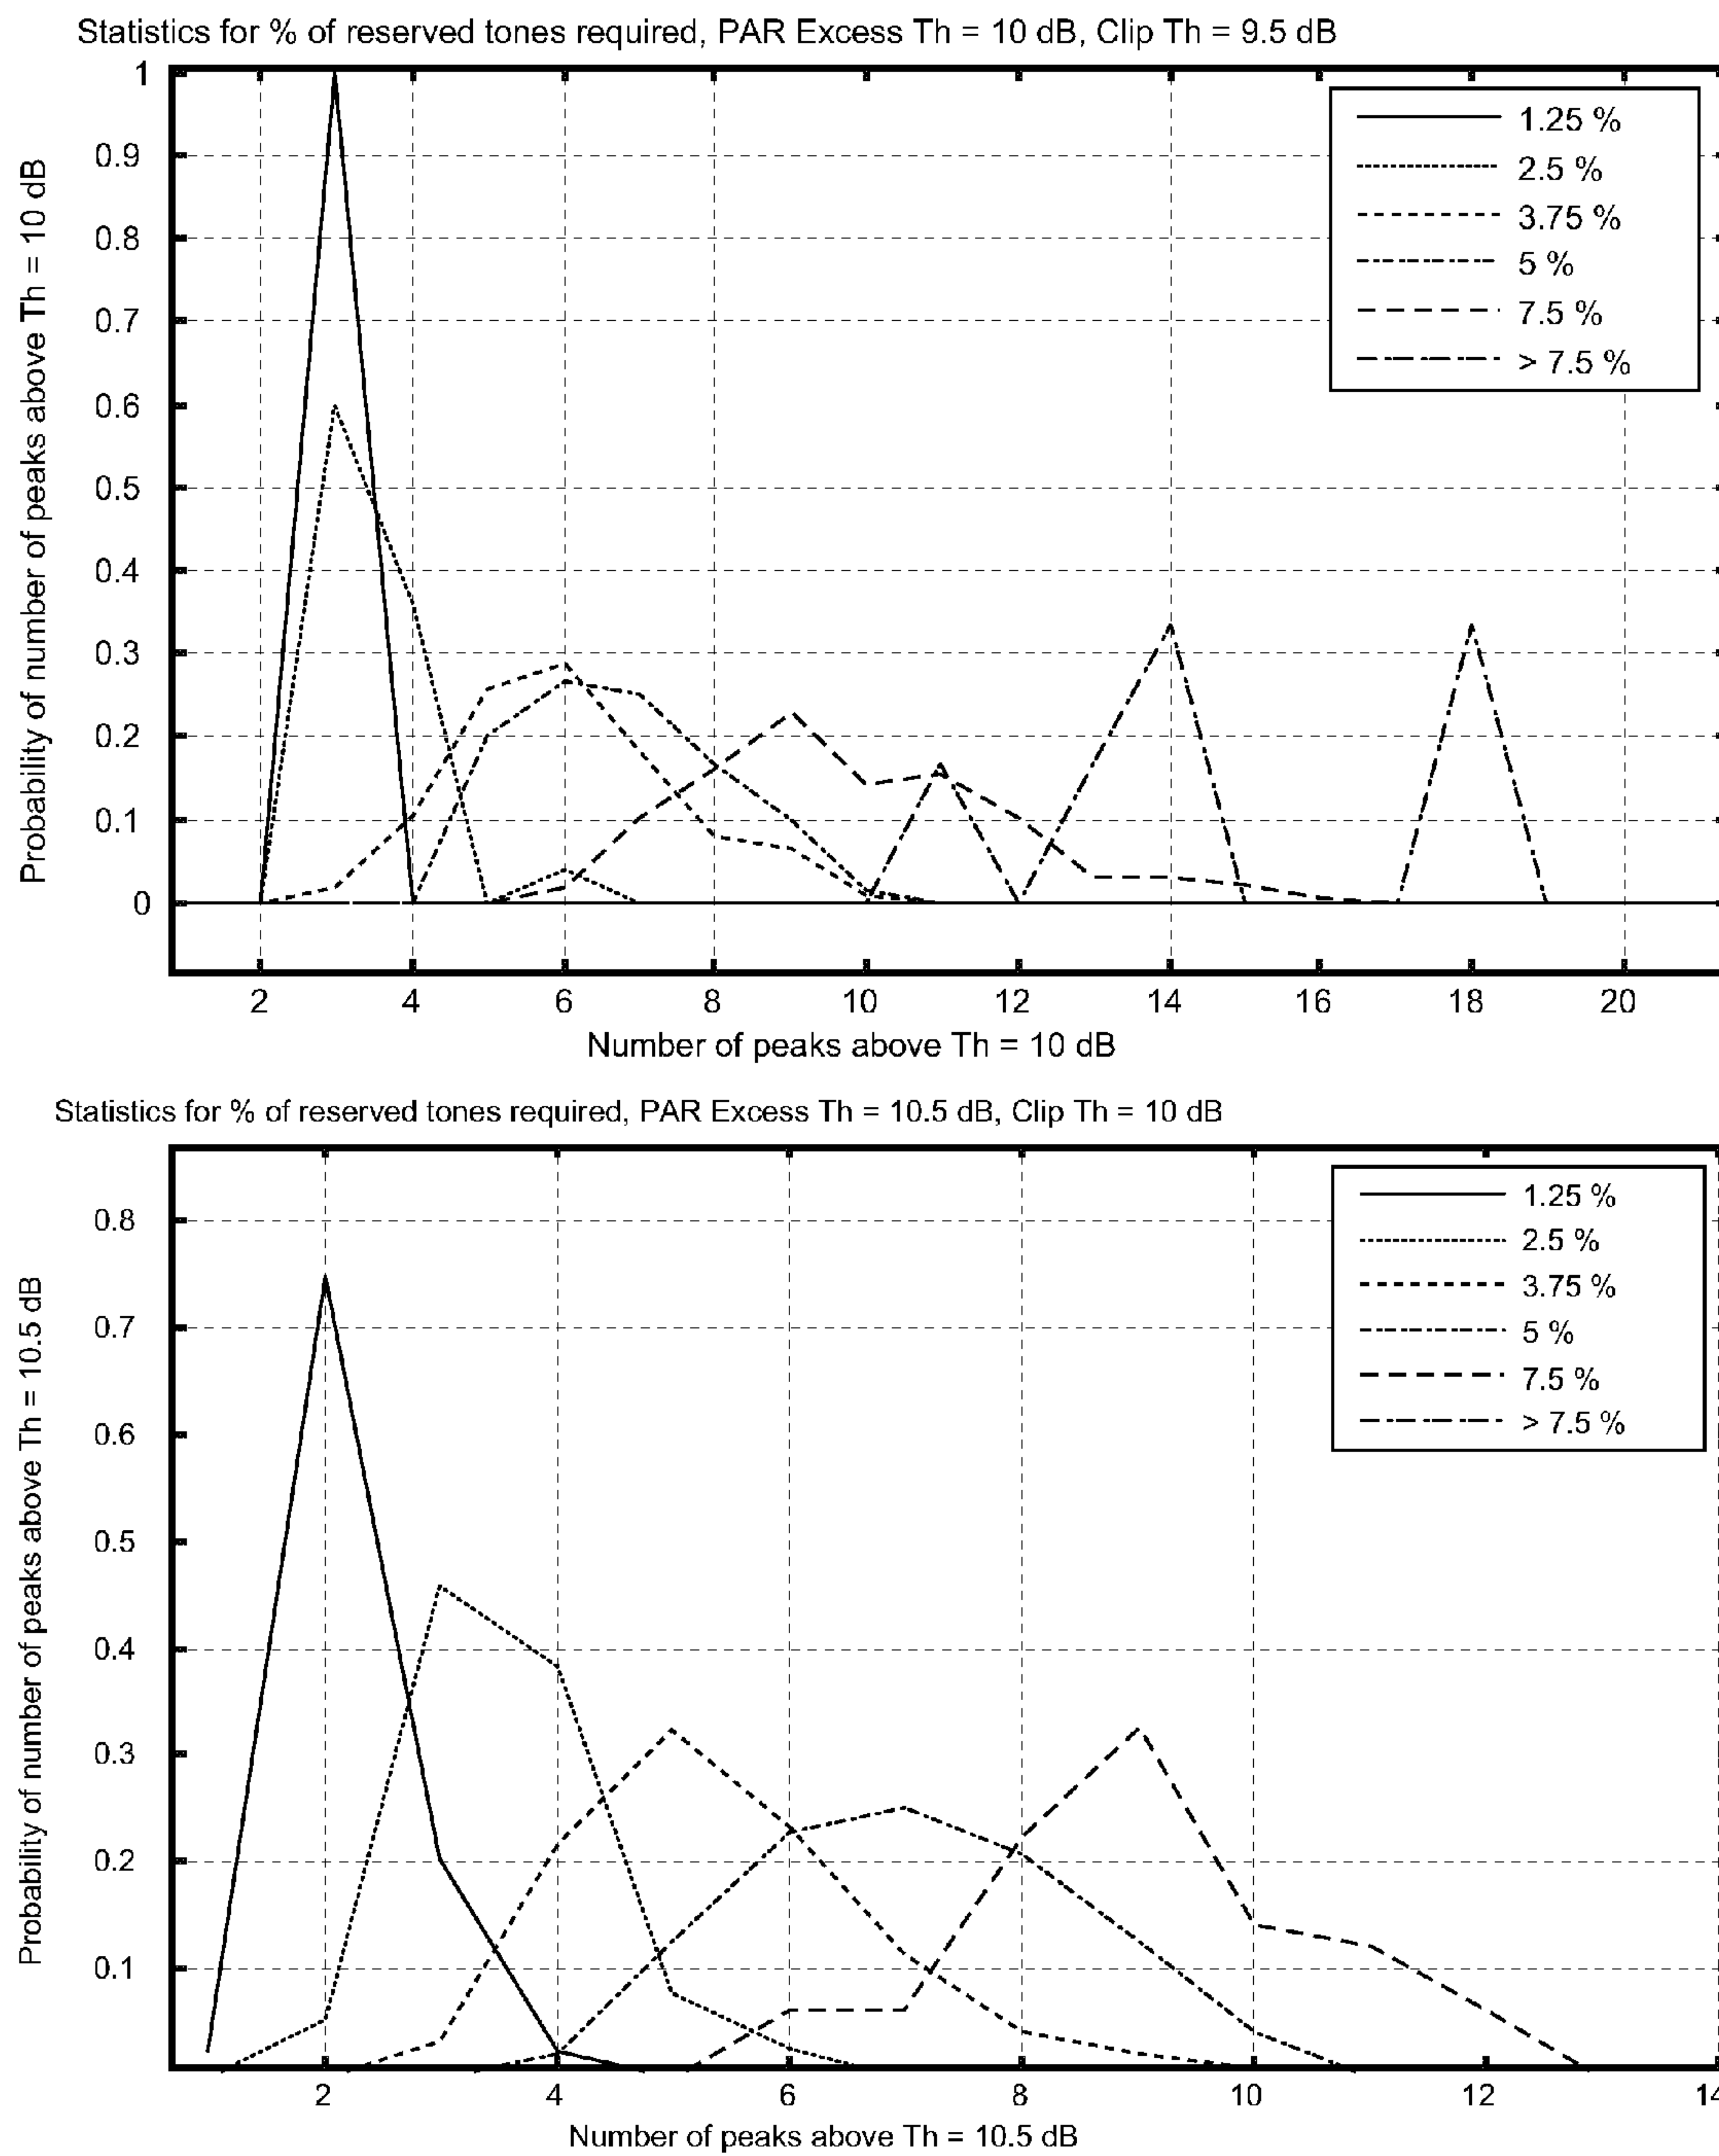 Statistics for % of reserved tones required, PAR Excess Th = 10 dB, Clip Th = 9.5 dB
Probability of number of peaks above Th = 10 dB
1
0.9
0.8
0.7
0.6
0.5
0.4
0.3
0.2
0.1
0
1.25 %
2.5 %
3.75 %
5 %
7.5 %
> 7.5 %
2 4 6 8 10 12 14 16 18 20
Number of peaks above Th = 10 dB
Statistics for % of reserved tones required, PAR Excess Th = 10.5 dB, Clip Th = 10 dB
Probability of number of peaks above Th = 10.5 dB
0.8
0.7
0.6
0.5
0.4
0.3
0.2
0.1
1.25 %
2.5 %
3.75 %
5 %
7.5 %
> 7.5 %
2 4 6 8 10 12 14
Number of peaks above Th = 10.5 dB